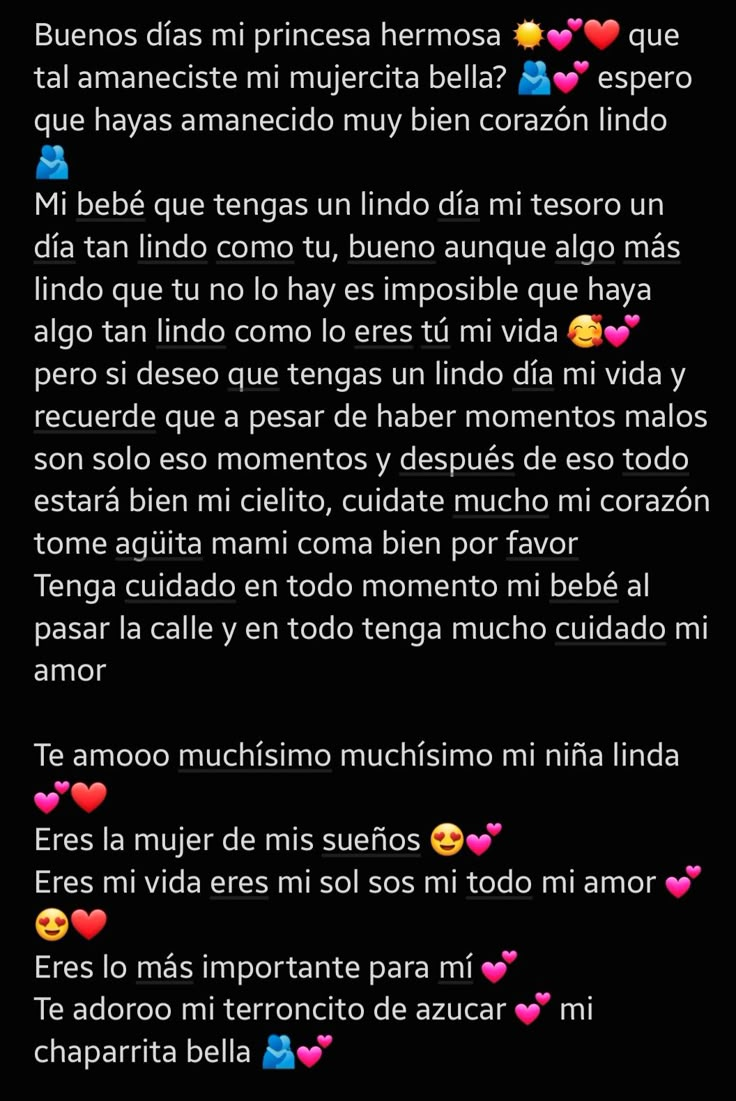 Buenos días mi princesa hermosa ☀️💕❤️ que
tal amaneciste mi mujercita bella? 🫂💕 espero
que hayas amanecido muy bien corazón lindo
🫂
Mi bebé que tengas un lindo día mi tesoro un
día tan lindo como tu, bueno aunque algo más
lindo que tu no lo hay es imposible que haya
algo tan lindo como lo eres tú mi vida 🥰💕
pero si deseo que tengas un lindo día mi vida y
recuerde que a pesar de haber momentos malos
son solo eso momentos y después de eso todo
estará bien mi cielito, cuidate mucho mi corazón
tome agüita mami coma bien por favor
Tenga cuidado en todo momento mi bebé al
pasar la calle y en todo tenga mucho cuidado mi
amor

Te amooo muchísimo muchísimo mi niña linda
💕❤️
Eres la mujer de mis sueños 😍💕
Eres mi vida eres mi sol sos mi todo mi amor 💕
😍❤️
Eres lo más importante para mí 💕
Te adoroo mi terroncito de azucar 💕 mi
chaparrita bella 🫂💕